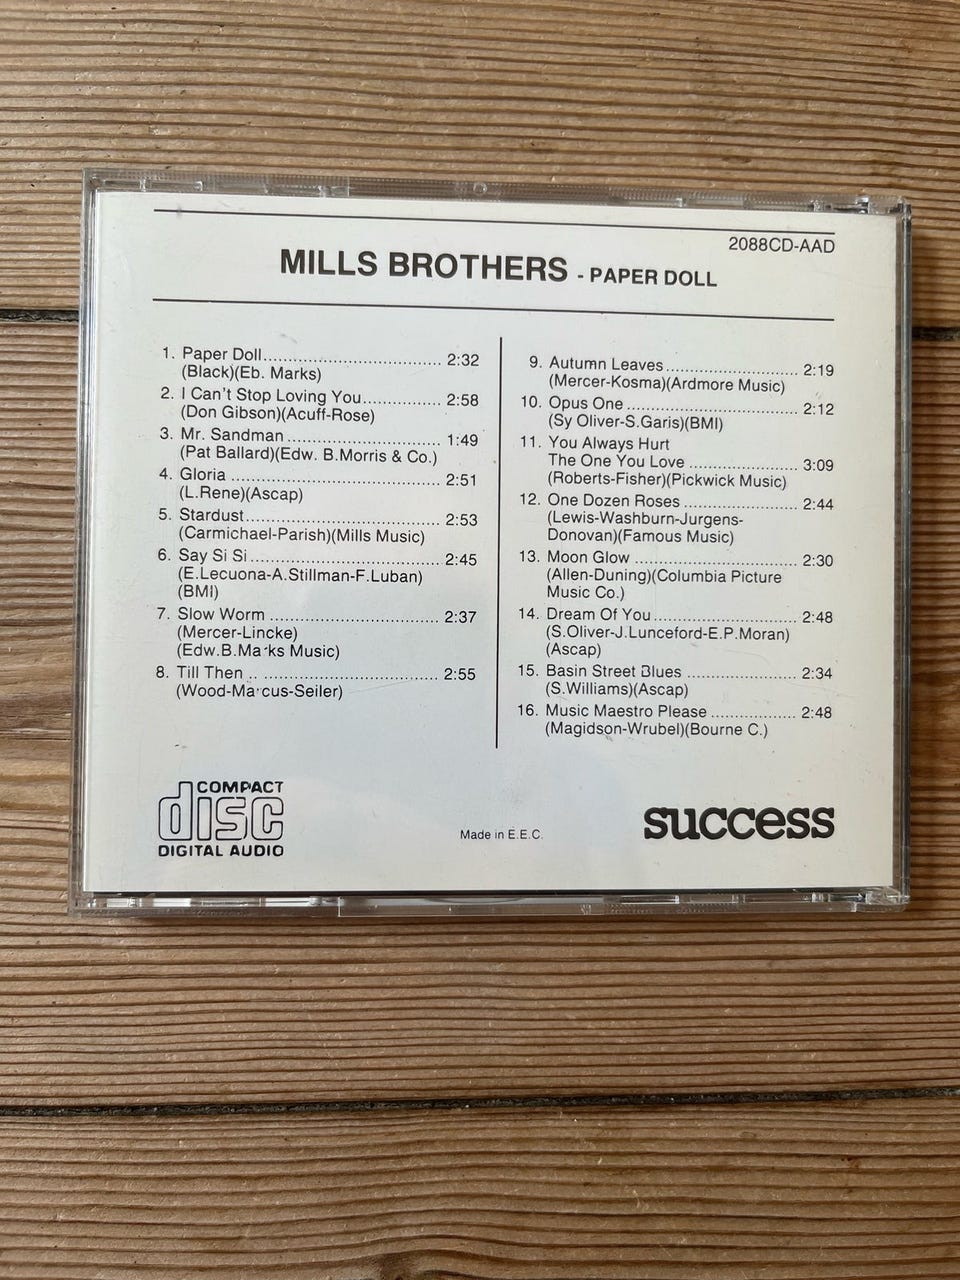 2088CD-AAD
MILLS BROTHERS - PAPER DOLL
1. Paper Doll........................................ 2:32
(Black)(Eb. Marks)
2. I Can't Stop Loving You................. 2:58
(Don Gibson)(Acuff-Rose)
3. Mr. Sandman.................................. 1:49
(Pat Ballard)(Edw. B.Morris & Co.)
4. Gloria............................................... 2:51
(L.Rene)(Ascap)
5. Stardust........................................... 2:53
(Carmichael-Parish)(Mills Music)
6. Say Si Si.......................................... 2:45
(E.Lecuona-A.Stillman-F.Luban)
(BMI)
7. Slow Worm..................................... 2:37
(Mercer-Lincke)
(Edw.B.Marks Music)
8. Till Then.......................................... 2:55
(Wood-Marcus-Seiler)
9. Autumn Leaves............................. 2:19
(Mercer-Kosma)(Ardmore Music)
10. Opus One...................................... 2:12
(Sy Oliver-S.Garis)(BMI)
11. You Always Hurt
The One You Love........................ 3:09
(Roberts-Fisher)(Pickwick Music)
12. One Dozen Roses......................... 2:44
(Lewis-Washburn-Jurgens-
Donovan)(Famous Music)
13. Moon Glow.................................... 2:30
(Allen-Duning)(Columbia Picture
Music Co.)
14. Dream Of You................................ 2:48
(S.Oliver-J.Lunceford-E.P.Moran)
(Ascap)
15. Basin Street Blues........................ 2:34
(S.Williams)(Ascap)
16. Music Maestro Please.................. 2:48
(Magidson-Wrubel)(Bourne C.)
COMPACT
disc
DIGITAL AUDIO
Made in E.E.C.
success